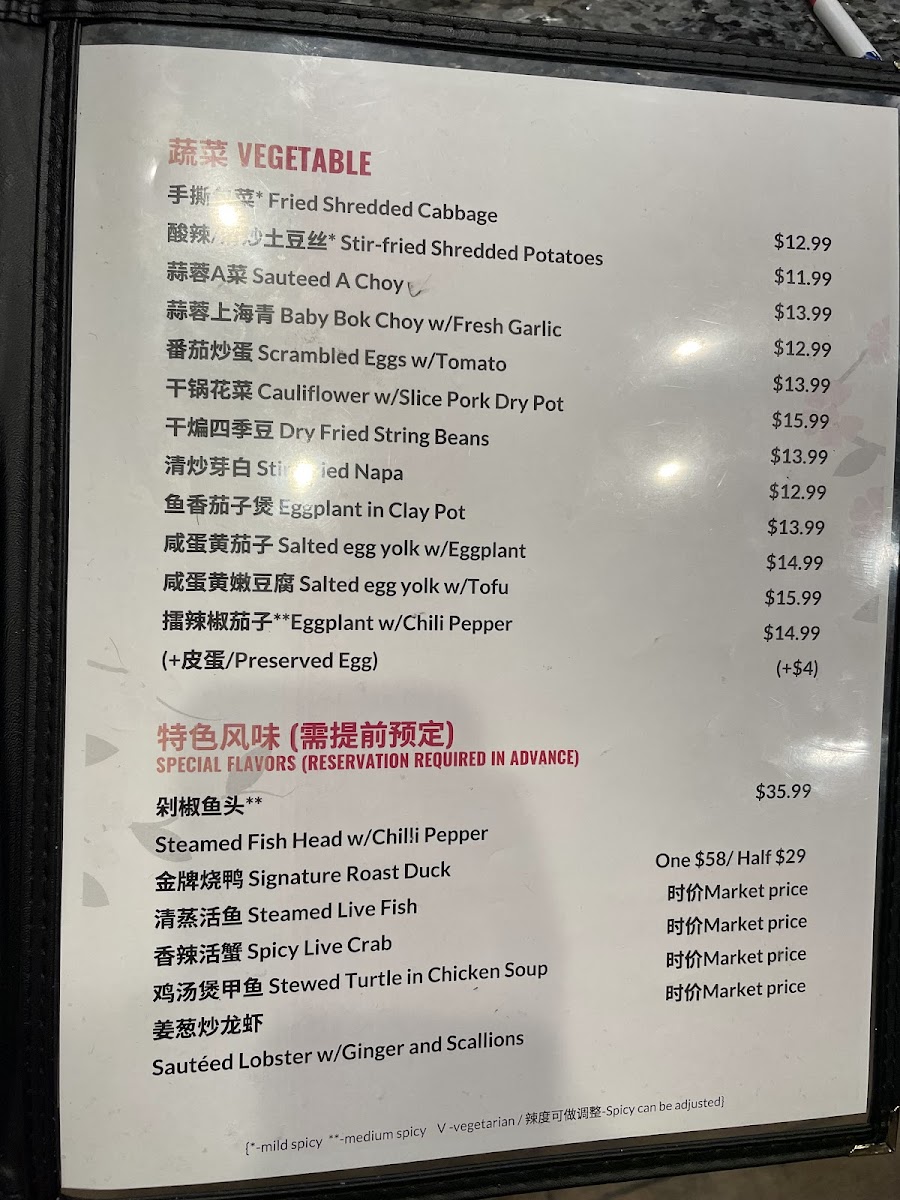 蔬菜 VEGETABLE
手撕菜* Fried Shredded Cabbage $12.99
酸辣/炒土豆丝* Stir-fried Shredded Potatoes $11.99
蒜蓉A菜 Sauteed A Choy $13.99
蒜蓉上海青 Baby Bok Choy w/Fresh Garlic $12.99
番茄炒蛋 Scrambled Eggs w/Tomato $13.99
干锅花菜 Cauliflower w/Slice Pork Dry Pot $15.99
干煸四季豆 Dry Fried String Beans $13.99
清炒芽白 Napa $12.99
鱼香茄子煲 Eggplant in Clay Pot $13.99
咸蛋黄茄子 Salted egg yolk w/Eggplant $14.99
咸蛋黄嫩豆腐 Salted egg yolk w/Tofu $15.99
擂辣椒茄子**Eggplant w/Chili Pepper $14.99
(+皮蛋/Preserved Egg) (+$4)
特色风味 (需提前预定)
SPECIAL FLAVORS (RESERVATION REQUIRED IN ADVANCE)
剁椒鱼头** $35.99
Steamed Fish Head w/Chilli Pepper
金牌烧鸭 Signature Roast Duck One $58/ Half $29
清蒸活鱼 Steamed Live Fish 时价Market price
香辣活蟹 Spicy Live Crab 时价Market price
鸡汤煲甲鱼 Stewed Turtle in Chicken Soup 时价Market price
姜葱炒龙虾 时价Market price
Sautéed Lobster w/Ginger and Scallions
{*-mild spicy **-medium spicy V -vegetarian / 辣度可做调整-Spicy can be adjusted}